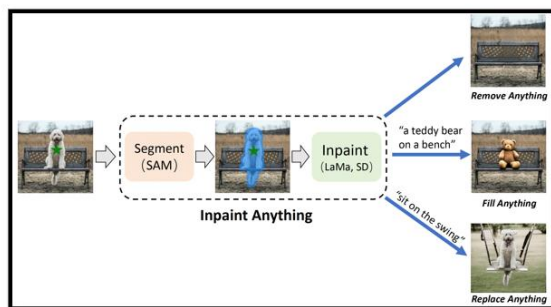 Remove Anything
Segment
(SAM)
Inpaint
(LaMa, SD)
"a teddy bear
on a bench"
Fill Anything
Inpaint Anything
"sit on the swing"
Replace Anything